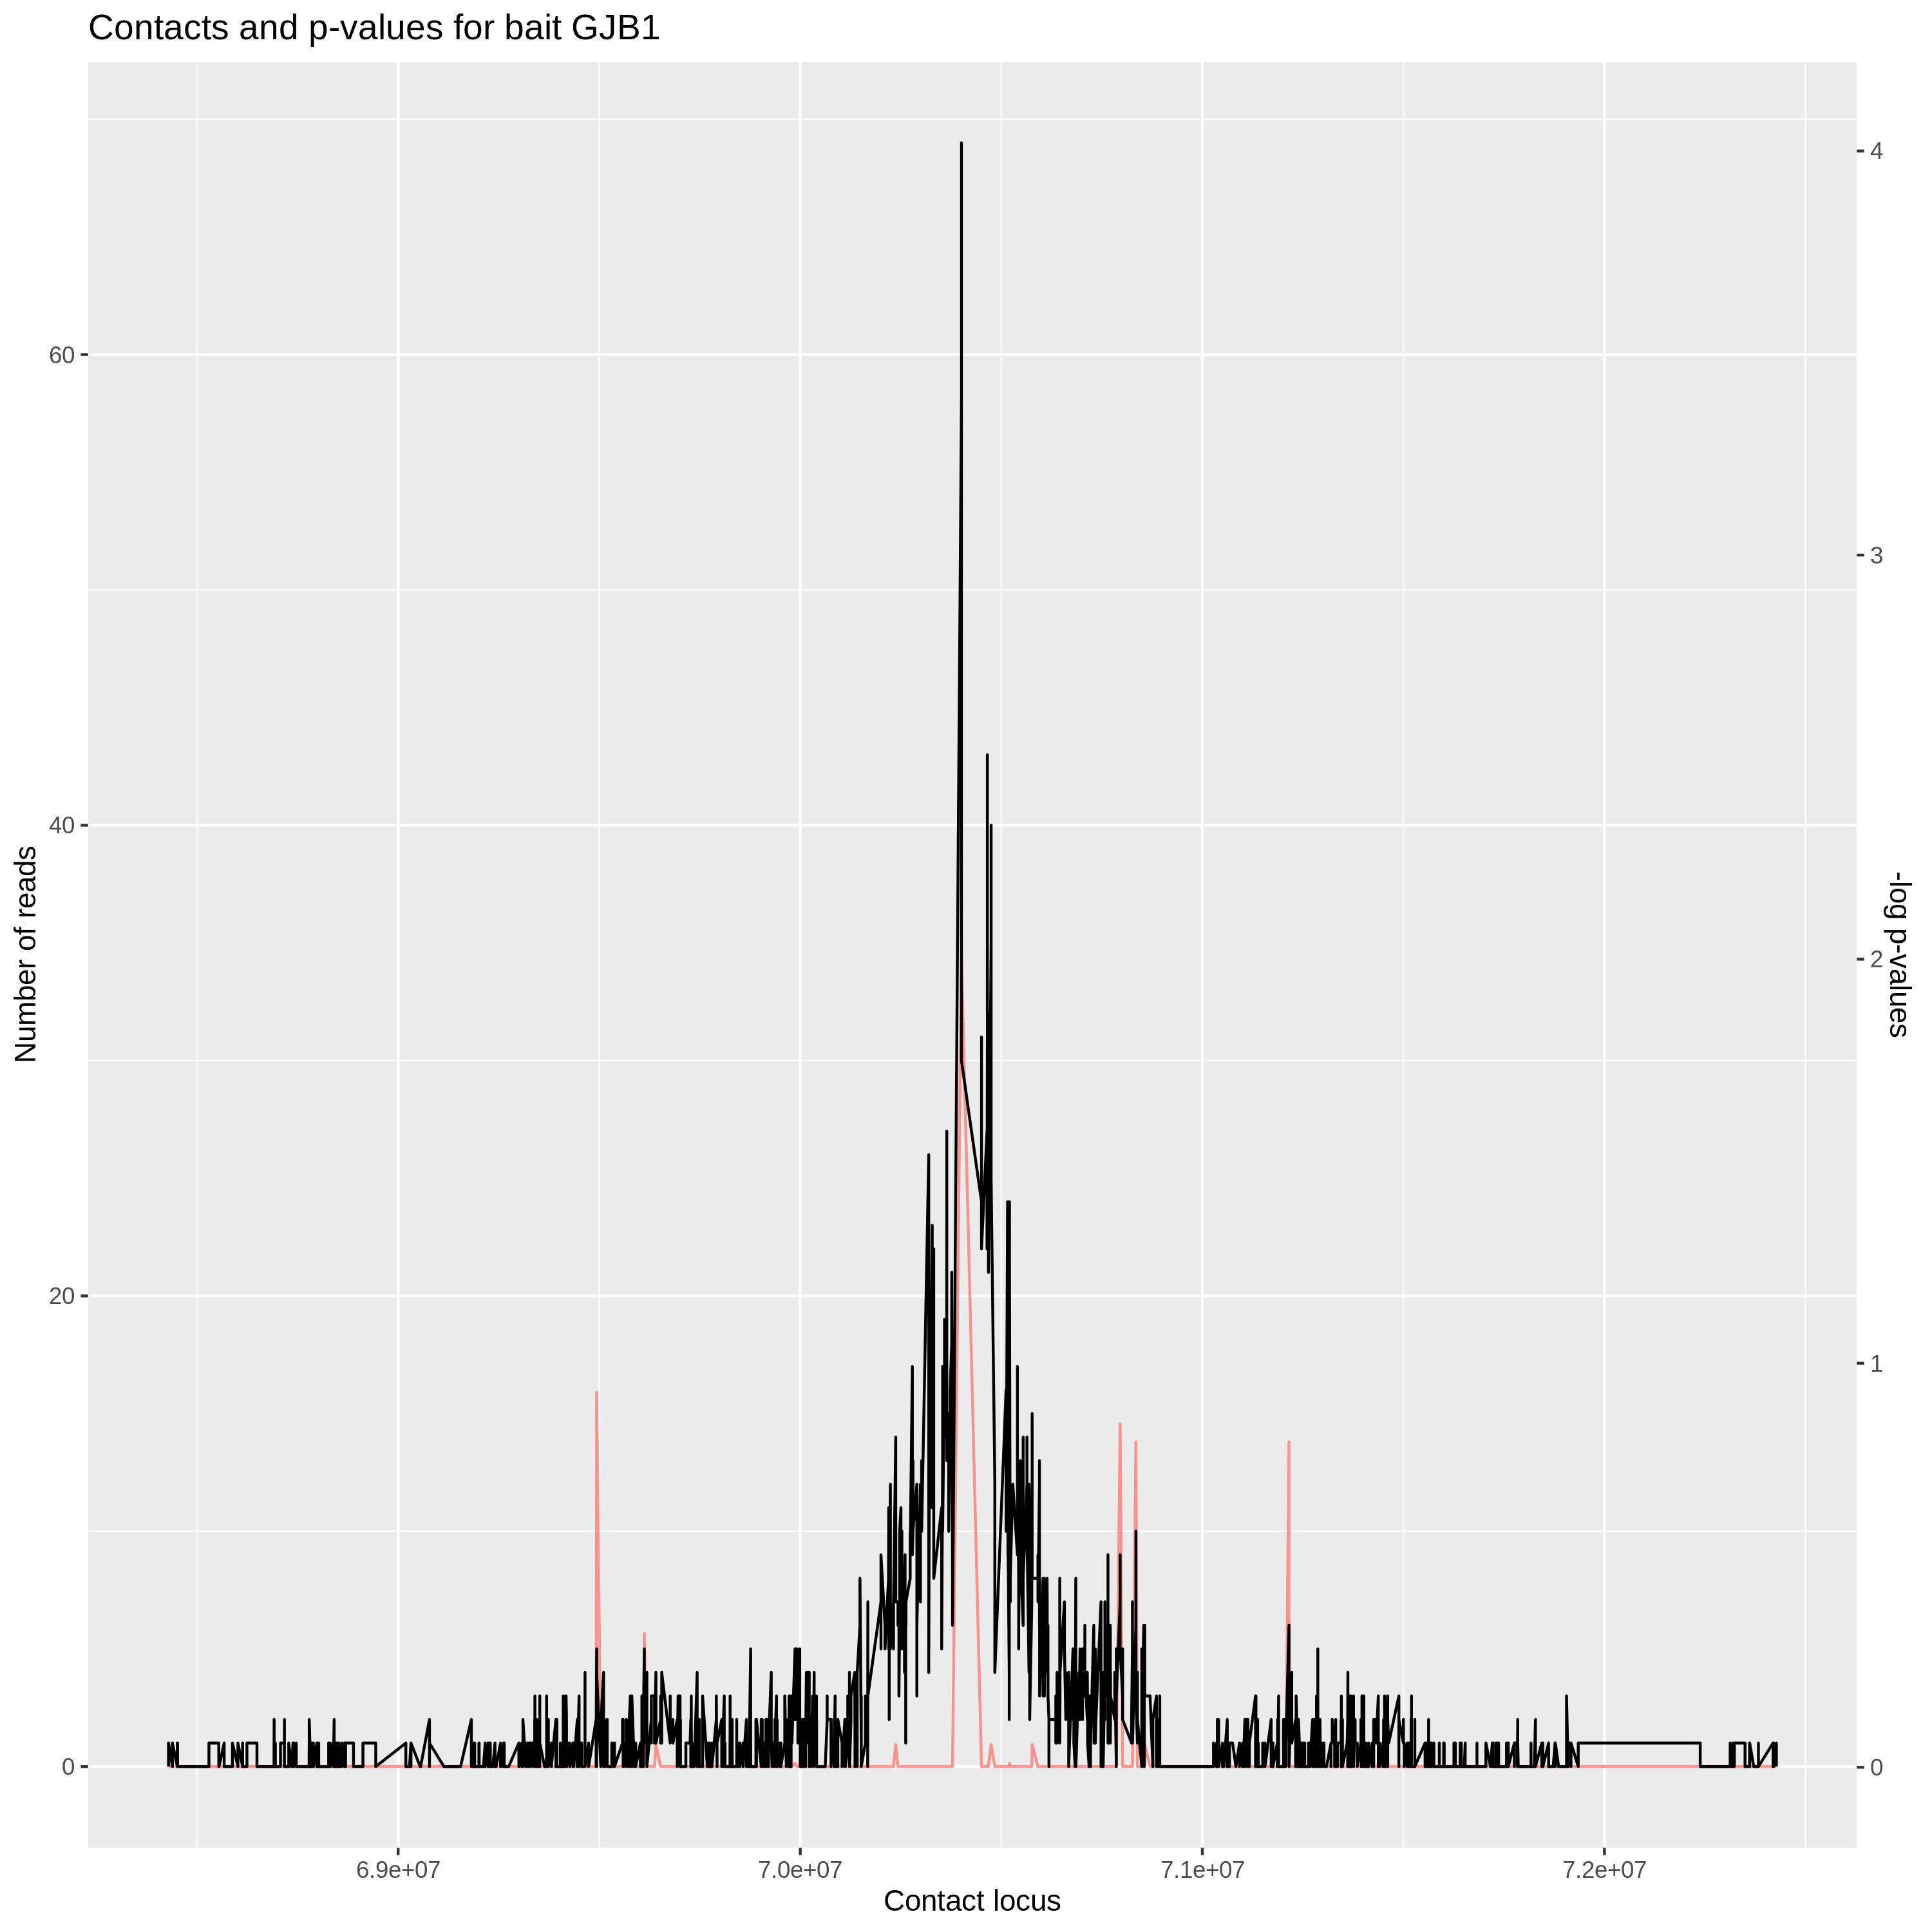 Contacts and p-values for bait GJB1
60
40
20
0
Number of reads
4
3
2
1
0
-log p-values
6.9e+07
7.0e+07
7.1e+07
7.2e+07
Contact locus